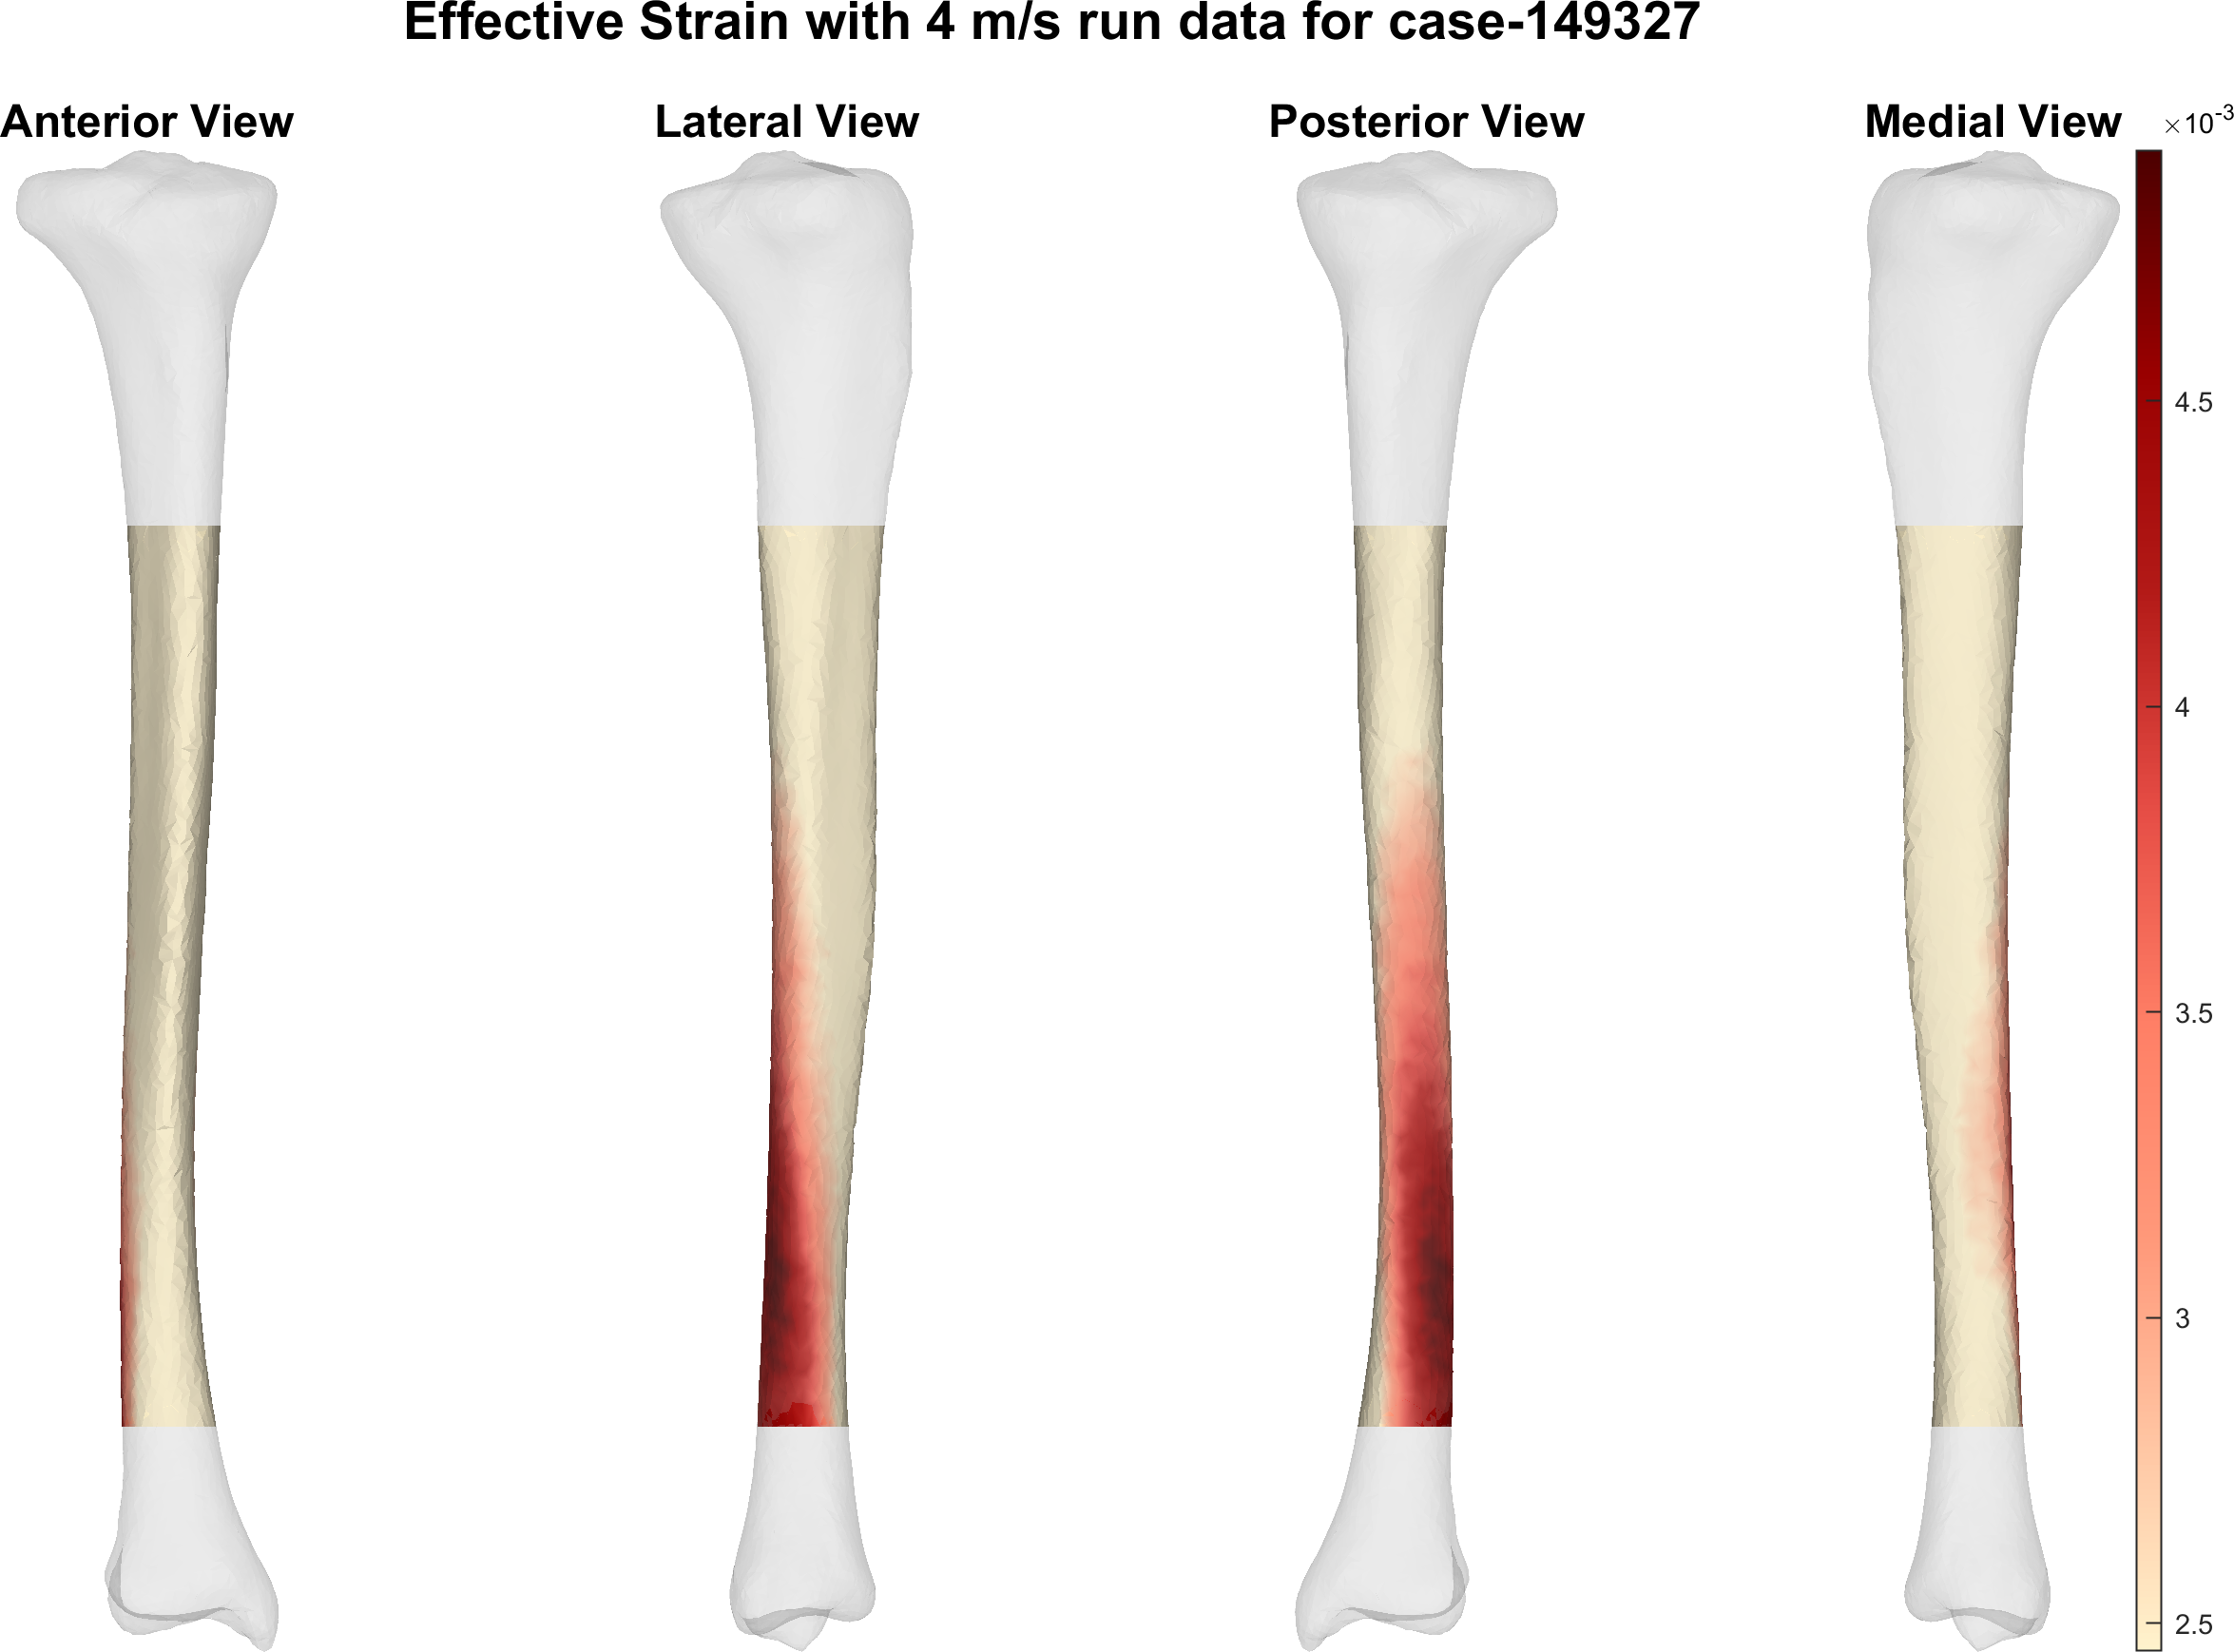 Effective Strain with 4 m/s run data for case-149327
Anterior View
Lateral View
Posterior View
Medial View
×10-3
4.5
4
3.5
3
2.5